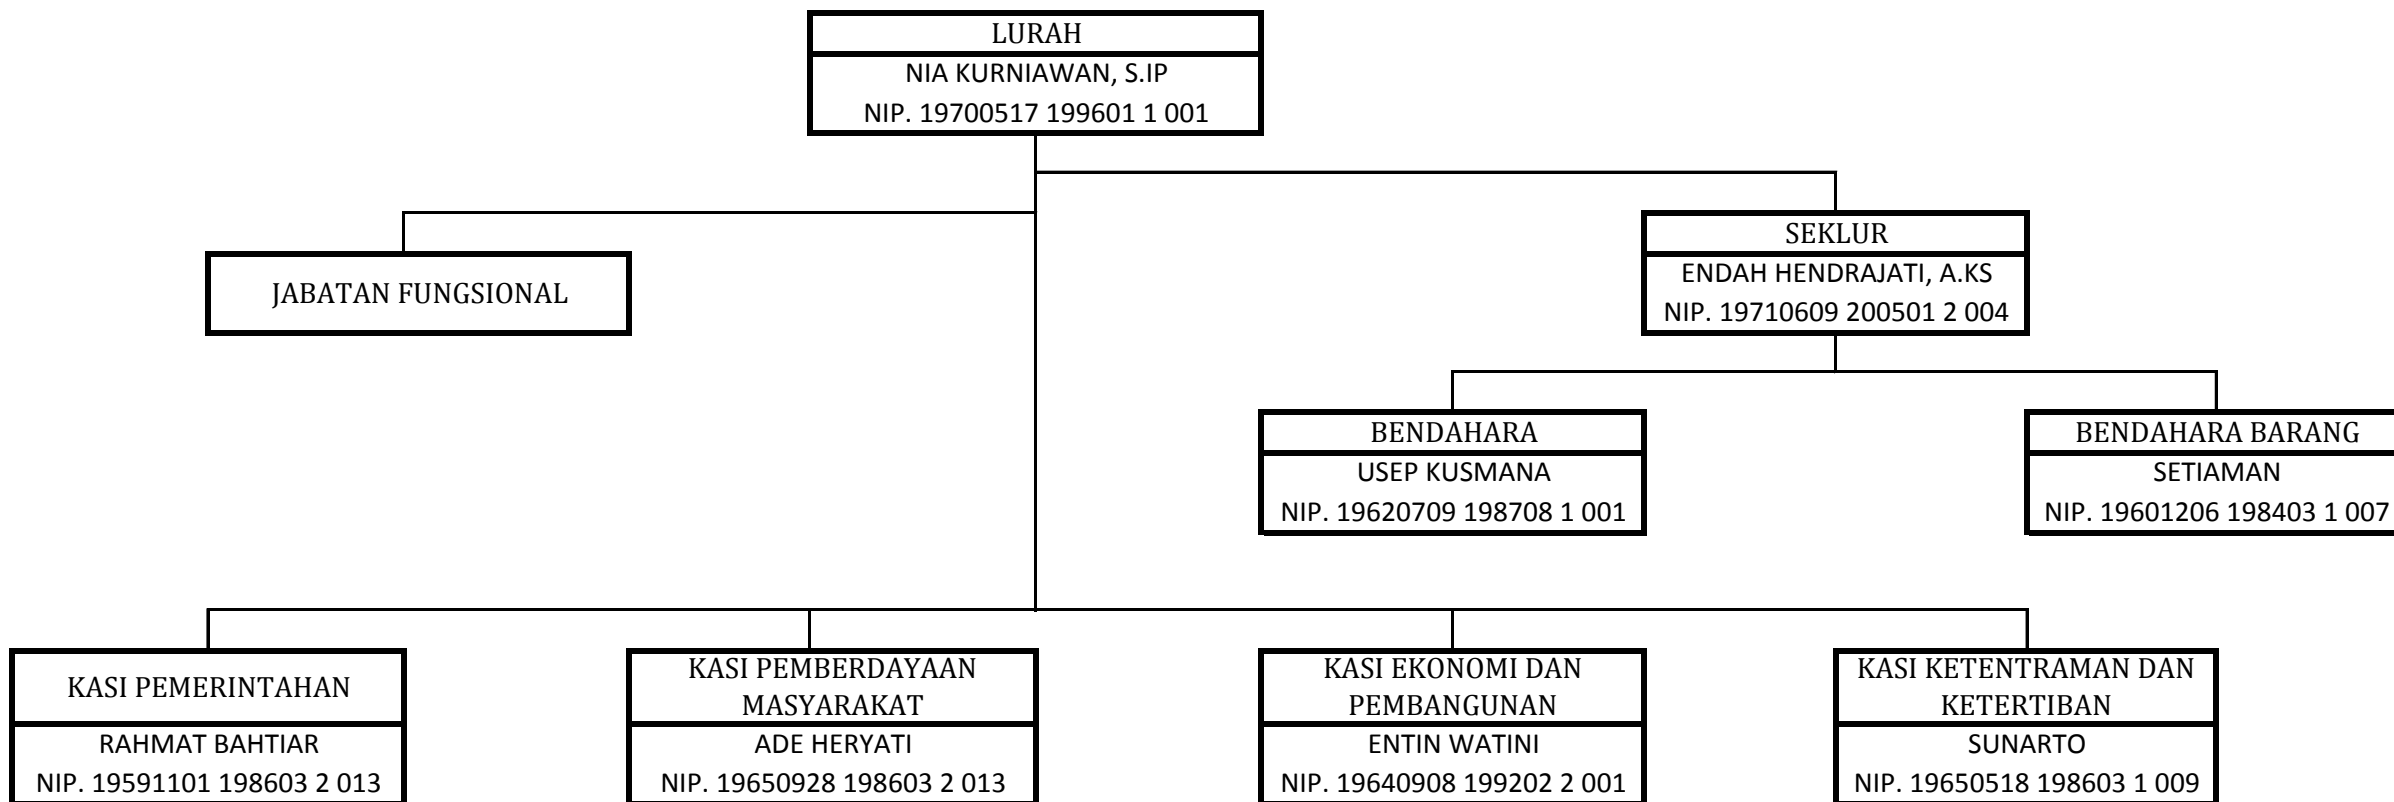 LURAH
NIA KURNIAWAN, S.IP
NIP. 19700517 199601 1 001
JABATAN FUNGSIONAL
SEKLUR
ENDAH HENDRAJATI, A.KS
NIP. 19710609 200501 2 004
BENDAHARA
USEP KUSMANA
NIP. 19620709 198708 1 001
BENDAHARA BARANG
SETIAMAN
NIP. 19601206 198403 1 007
KASI PEMERINTAHAN
RAHMAT BAHTIAR
NIP. 19591101 198603 2 013
KASI PEMBERDAYAAN
MASYARAKAT
ADE HERYATI
NIP. 19650928 198603 2 013
KASI EKONOMI DAN
PEMBANGUNAN
ENTIN WATINI
NIP. 19640908 199202 2 001
KASI KETENTRAMAN DAN
KETERTIBAN
SUNARTO
NIP. 19650518 198603 1 009